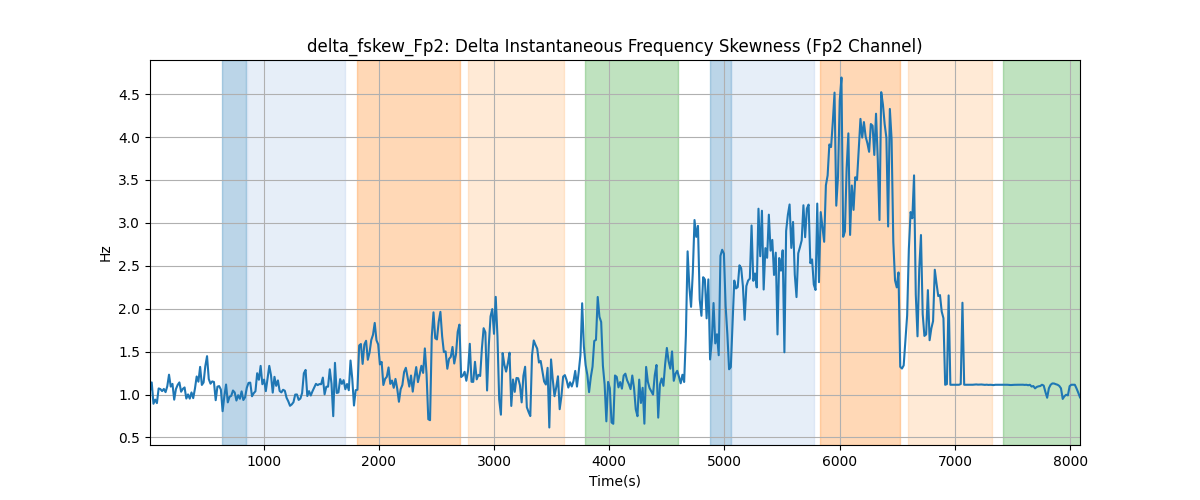 delta_fskew_Fp2: Delta Instantaneous Frequency Skewness (Fp2 Channel)
4.5
4.0
3.5
3.0
2.5
2.0
1.5
1.0
0.5
Hz
1000 2000 3000 4000 5000 6000 7000 8000
Time(s)